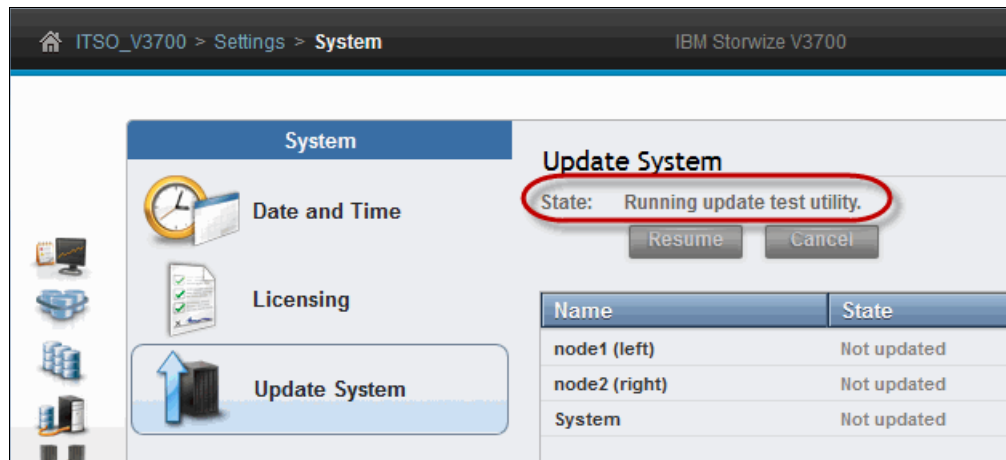 ITSO_V3700 > Settings > System
IBM Storwize V3700
System
Date and Time
Licensing
Update System
Update System
State: Running update test utility.
Resume Cancel
Name State
node1 (left) Not updated
node2 (right) Not updated
System Not updated